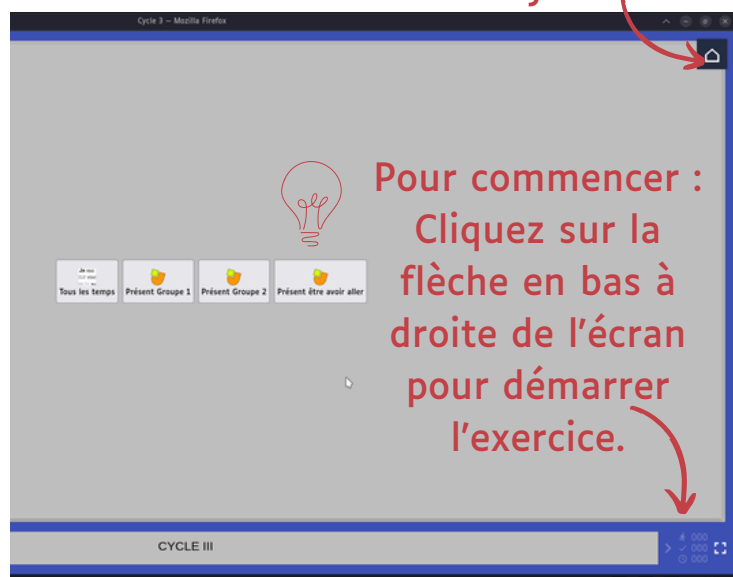 Cycle 3 – Mozilla Firefox
Pour commencer :
Cliquez sur la
flèche en bas à
droite de l'écran
pour démarrer
l'exercice.
Tous les temps
Présent Groupe 1
Présent Groupe 2
Présent être avoir aller
CYCLE III
000
000
000